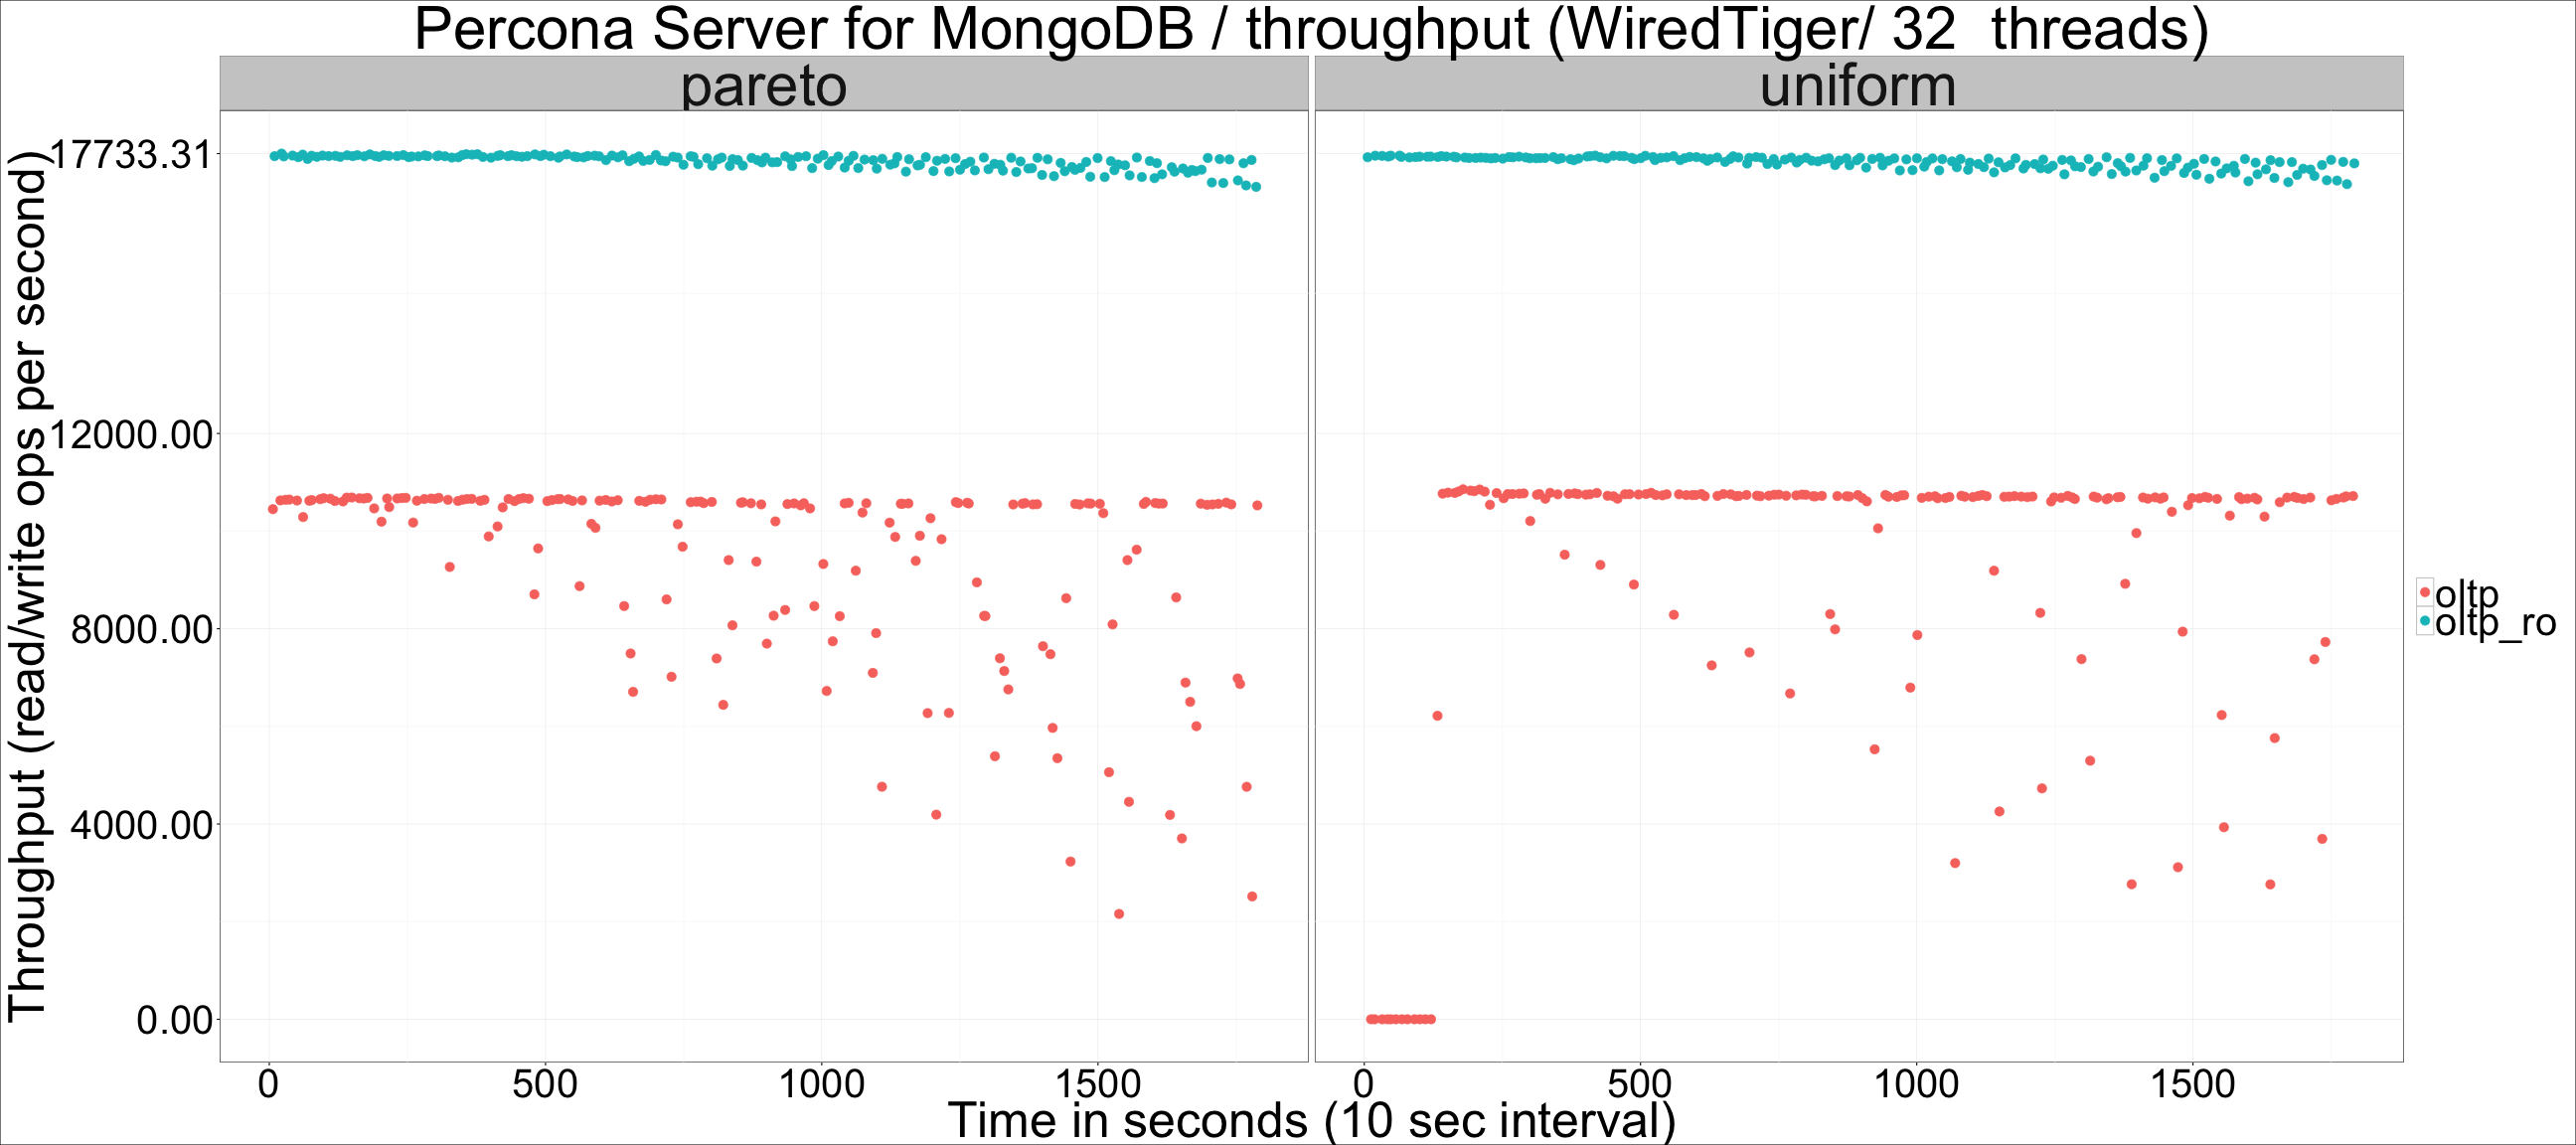 Percona Server for MongoDB / throughput (WiredTiger/ 32  threads)
pareto
uniform
Throughput (read/write ops per second)
17733.31
12000.00
8000.00
4000.00
0.00
oltp
oltp_ro
0 500 1000 1500
0 500 1000 1500
Time in seconds (10 sec interval)